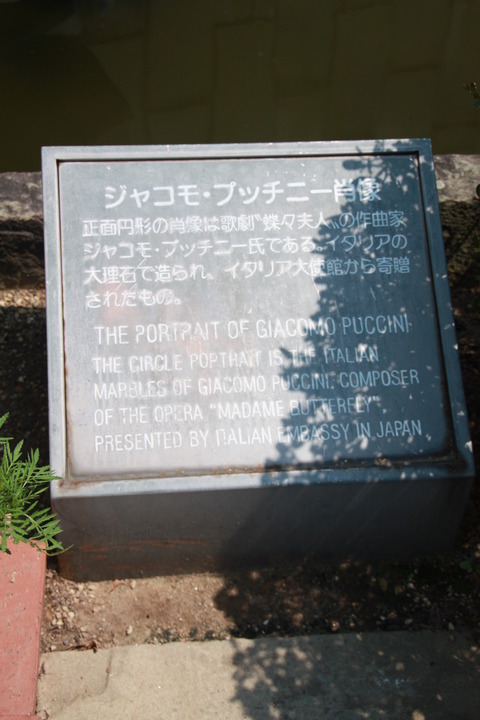 ジャコモ・プッチーニ肖像
正面円形の肖像は歌劇〝蝶々夫人〟の作曲家
ジャコモ・プッチーニ氏である。イタリアの
大理石で造られ、イタリア大使館から寄贈
されたもの。
THE PORTRAIT OF GIACOMO PUCCINI
THE CIRCLE POPTRAIT IS THE ITALIAN
MARBLES OF GIACOMO PUCCINI. COMPOSER
OF THE OPERA "MADAME BUTTERFLY"
PRESENTED BY ITALIAN EMBASSY IN JAPAN